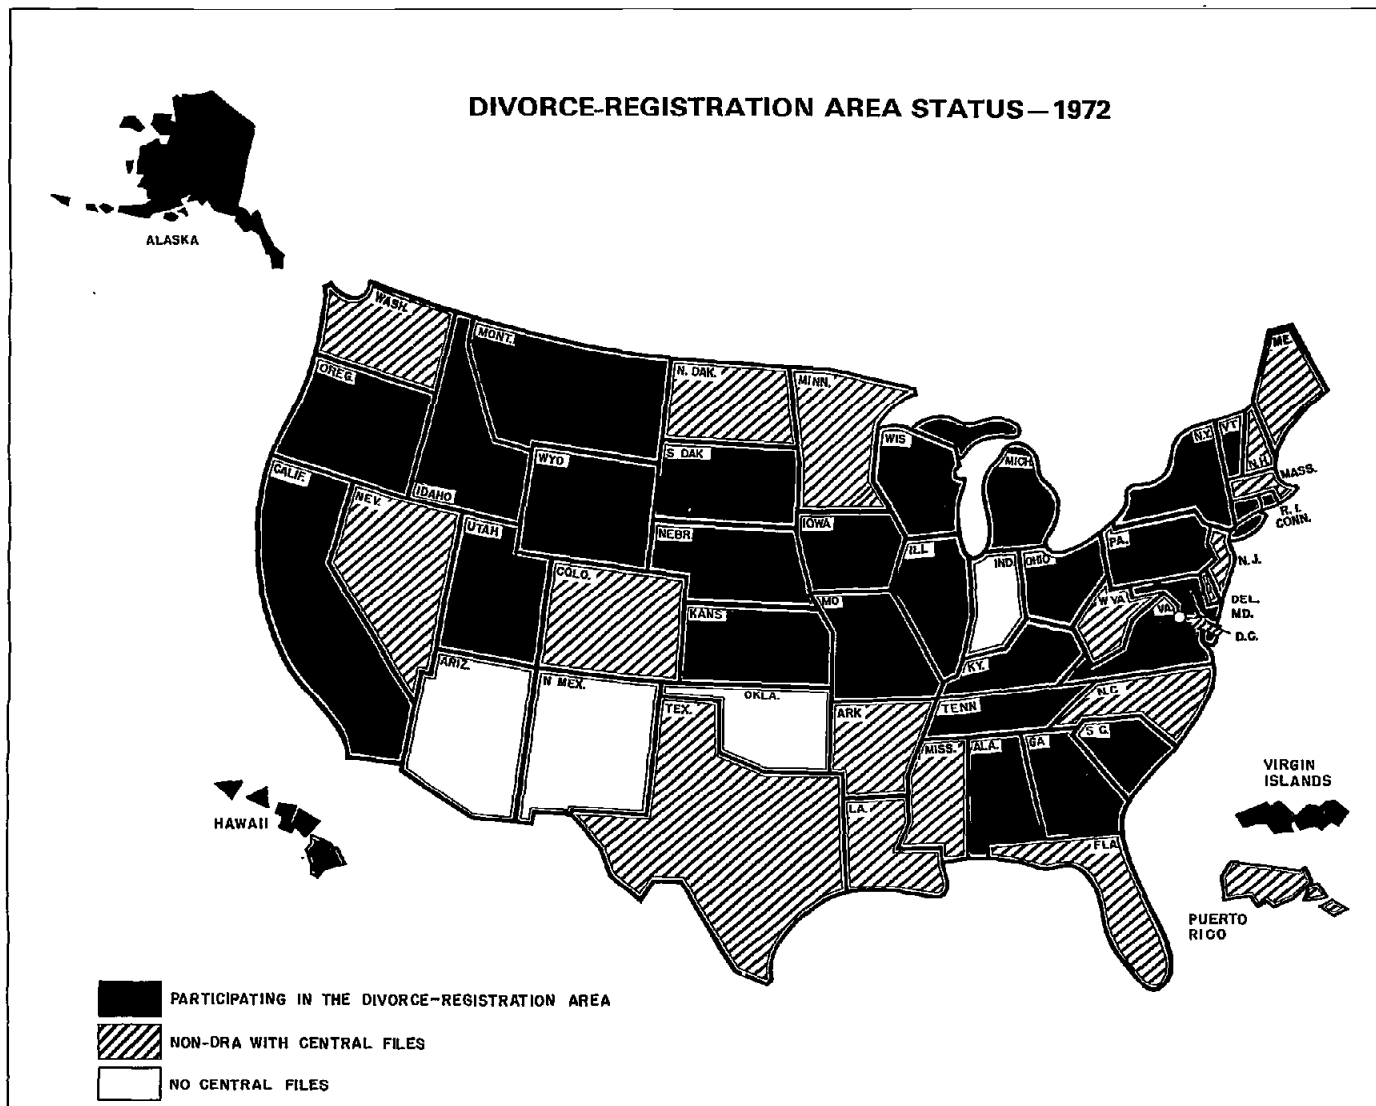 DIVORCE-REGISTRATION AREA STATUS—1972
ALASKA
WASH.
MONT.
OREG.
N. DAK.
MINN.
ME.
WIS
MICH
N.Y.
VT.
N.H.
MASS.
R. I.
CONN.
CALIF.
NEV.
IDAHO
WYO
S DAK
UTAH
NEBR.
IOWA
ILL
IND.
OHIO
PA.
N. J.
DEL.
MD.
D.C.
COLO.
KANS
MO
W VA
VA.
KY.
ARIZ.
N MEX.
OKLA.
TEX.
ARK
TENN
N.C.
S C.
MISS.
ALA.
GA
LA.
FLA
HAWAII
VIRGIN
ISLANDS
PUERTO
RICO
PARTICIPATING IN THE DIVORCE-REGISTRATION AREA
NON-DRA WITH CENTRAL FILES
NO CENTRAL FILES